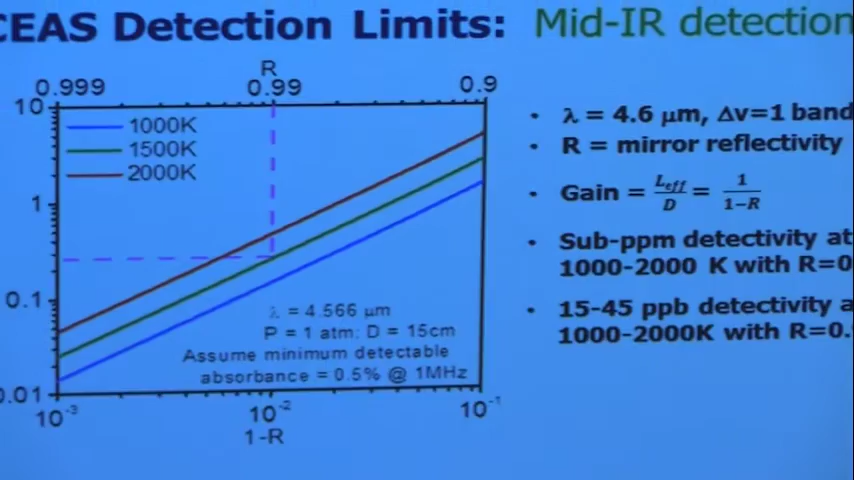 CEAS Detection Limits: Mid-IR detection
R
0.999 0.99 0.9
10
1000K
1500K
2000K
1
0.1
0.01
λ = 4.566 μm
P = 1 atm; D = 15cm
Assume minimum detectable
absorbance = 0.5% @ 1MHz
10⁻³ 10⁻² 10⁻¹
1-R
• λ = 4.6 μm, Δv=1 band
• R = mirror reflectivity
• Gain = Leff/D = 1/1−R
• Sub-ppm detectivity at
1000-2000 K with R=0
• 15-45 ppb detectivity a
1000-2000K with R=0.